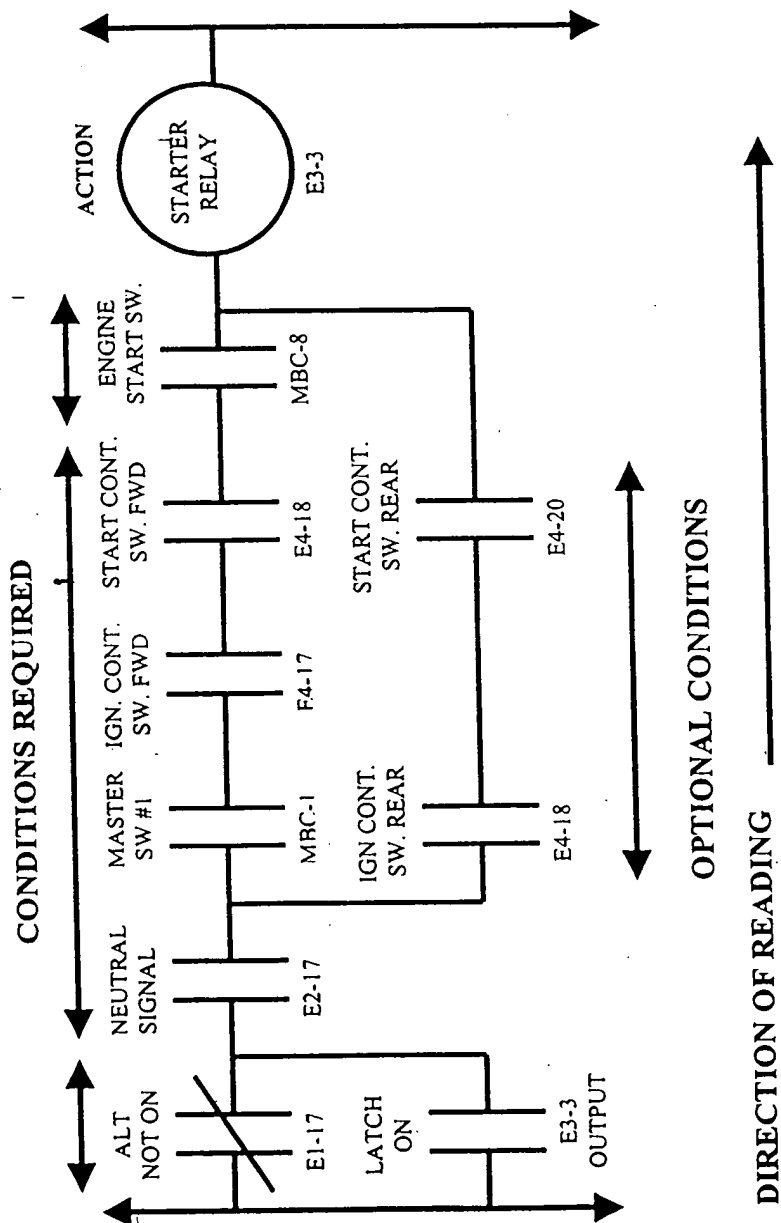 CONDITIONS REQUIRED
ALT
NOT ON
E1-17
NEUTRAL
SIGNAL
E2-17
MASTER
SW #1
MBC-1
IGN. CONT.
SW. FWD
E4-17
START CONT.
SW. FWD
E4-18
ENGINE
START SW.
MBC-8
ACTION
STARTER
RELAY
E3-3
LATCH
ON
E3-3
OUTPUT
IGN CONT.
SW. REAR
E4-18
START CONT.
SW. REAR
E4-20
OPTIONAL CONDITIONS
DIRECTION OF READING